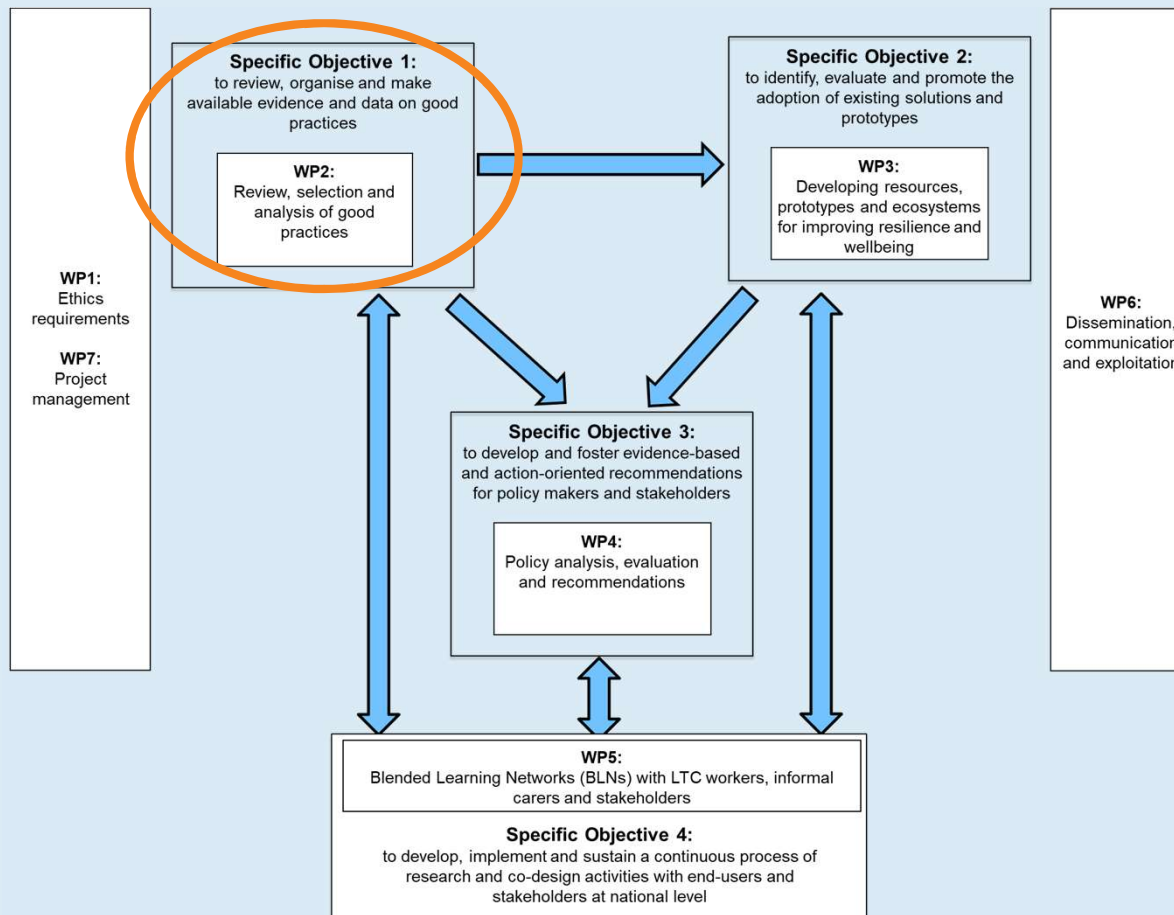 WP1:
Ethics
requirements
WP7:
Project
management
Specific Objective 1:
to review, organise and make
available evidence and data on good
practices
WP2:
Review, selection and
analysis of good
practices
Specific Objective 2:
to identify, evaluate and promote the
adoption of existing solutions and
prototypes
WP3:
Developing resources,
prototypes and ecosystems
for improving resilience and
wellbeing
WP6:
Dissemination,
communication
and exploitation
Specific Objective 3:
to develop and foster evidence-based
and action-oriented recommendations
for policy makers and stakeholders
WP4:
Policy analysis, evaluation
and recommendations
WP5:
Blended Learning Networks (BLNs) with LTC workers, informal
carers and stakeholders
Specific Objective 4:
to develop, implement and sustain a continuous process of
research and co-design activities with end-users and
stakeholders at national level